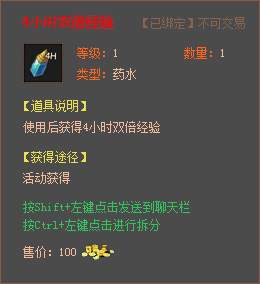 4小时双倍经验 【已绑定】不可交易
4H
等级：1 数量：1
类型：药水
【道具说明】
使用后获得4小时双倍经验
【获得途径】
活动获得
按Shift+左键点击发送到聊天栏
按Ctrl+左键点击进行拆分
售价：100